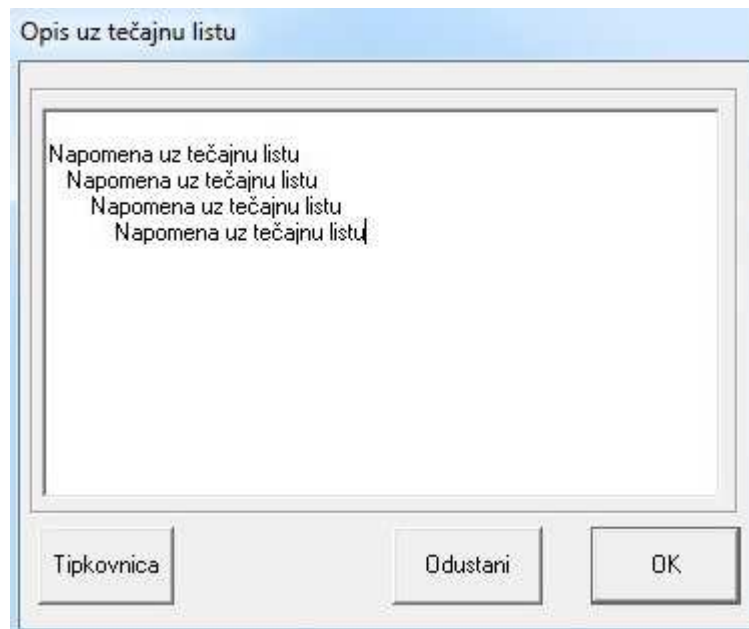 Opis uz tečajnu listu
Napomena uz tečajnu listu
Napomena uz tečajnu listu
Napomena uz tečajnu listu
Napomena uz tečajnu listu
Tipkovnica Odustani OK